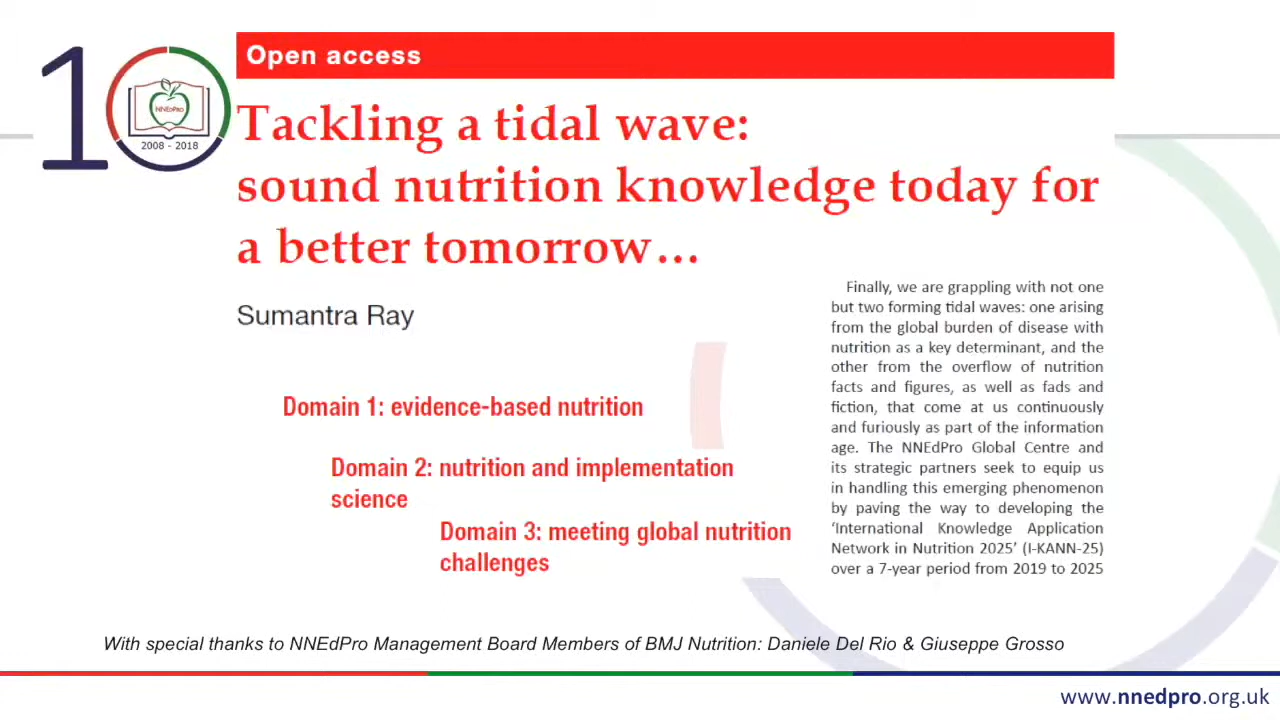 10
NNEdPro
2008 - 2018
Open access
Tackling a tidal wave:
sound nutrition knowledge today for
a better tomorrow…
Sumantra Ray
Domain 1: evidence-based nutrition
Domain 2: nutrition and implementation
science
Domain 3: meeting global nutrition
challenges
Finally, we are grappling with not one
but two forming tidal waves: one arising
from the global burden of disease with
nutrition as a key determinant, and the
other from the overflow of nutrition
facts and figures, as well as fads and
fiction, that come at us continuously
and furiously as part of the information
age. The NNEdPro Global Centre and
its strategic partners seek to equip us
in handling this emerging phenomenon
by paving the way to developing the
‘International Knowledge Application
Network in Nutrition 2025’ (I-KANN-25)
over a 7-year period from 2019 to 2025
With special thanks to NNEdPro Management Board Members of BMJ Nutrition: Daniele Del Rio & Giuseppe Grosso
www.nnedpro.org.uk